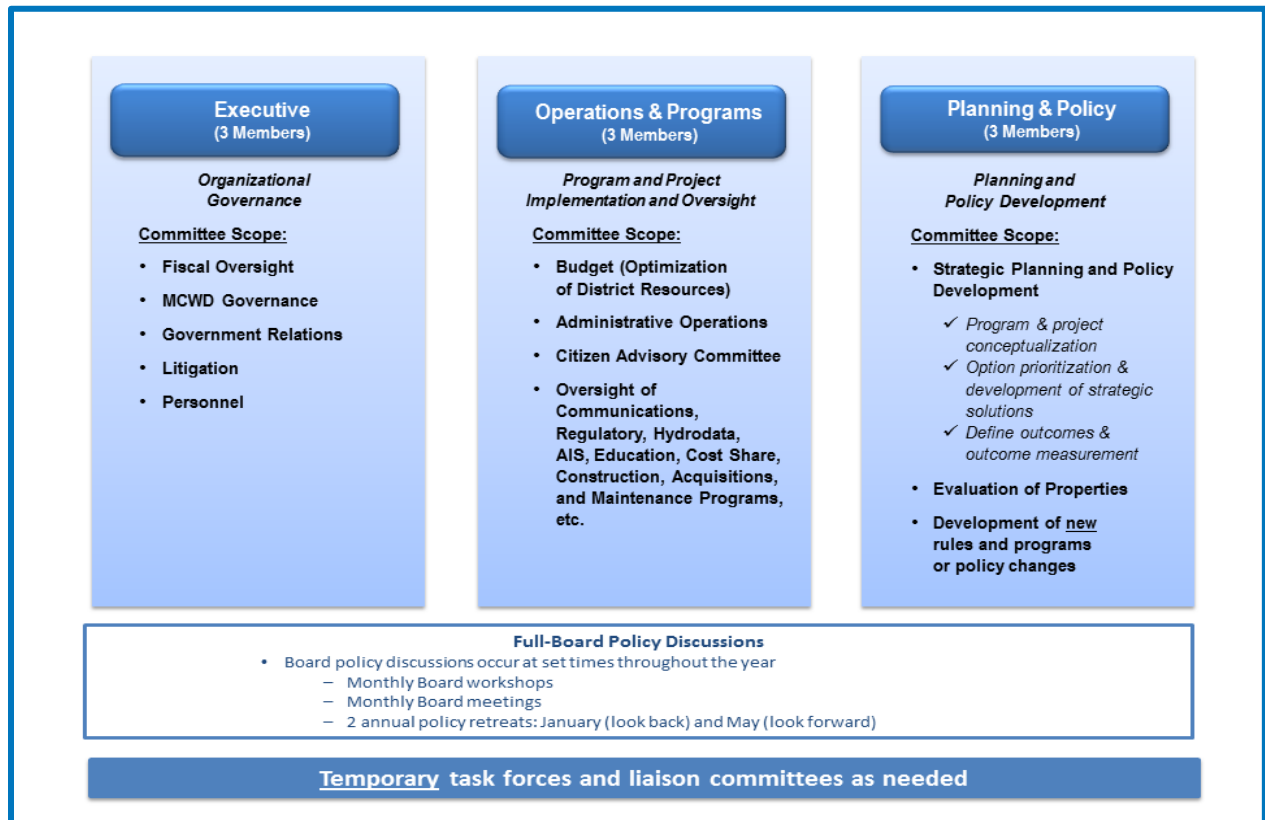 Executive
(3 Members)
Organizational
Governance
Committee Scope:
• Fiscal Oversight
• MCWD Governance
• Government Relations
• Litigation
• Personnel
Operations & Programs
(3 Members)
Program and Project
Implementation and Oversight
Committee Scope:
• Budget (Optimization
of District Resources)
• Administrative Operations
• Citizen Advisory Committee
• Oversight of
Communications,
Regulatory, Hydrodata,
AIS, Education, Cost Share,
Construction, Acquisitions,
and Maintenance Programs,
etc.
Planning & Policy
(3 Members)
Planning and
Policy Development
Committee Scope:
• Strategic Planning and Policy
Development
✓ Program & project
conceptualization
✓ Option prioritization &
development of strategic
solutions
✓ Define outcomes &
outcome measurement
• Evaluation of Properties
• Development of new
rules and programs
or policy changes
Full-Board Policy Discussions
• Board policy discussions occur at set times throughout the year
– Monthly Board workshops
– Monthly Board meetings
– 2 annual policy retreats: January (look back) and May (look forward)
Temporary task forces and liaison committees as needed